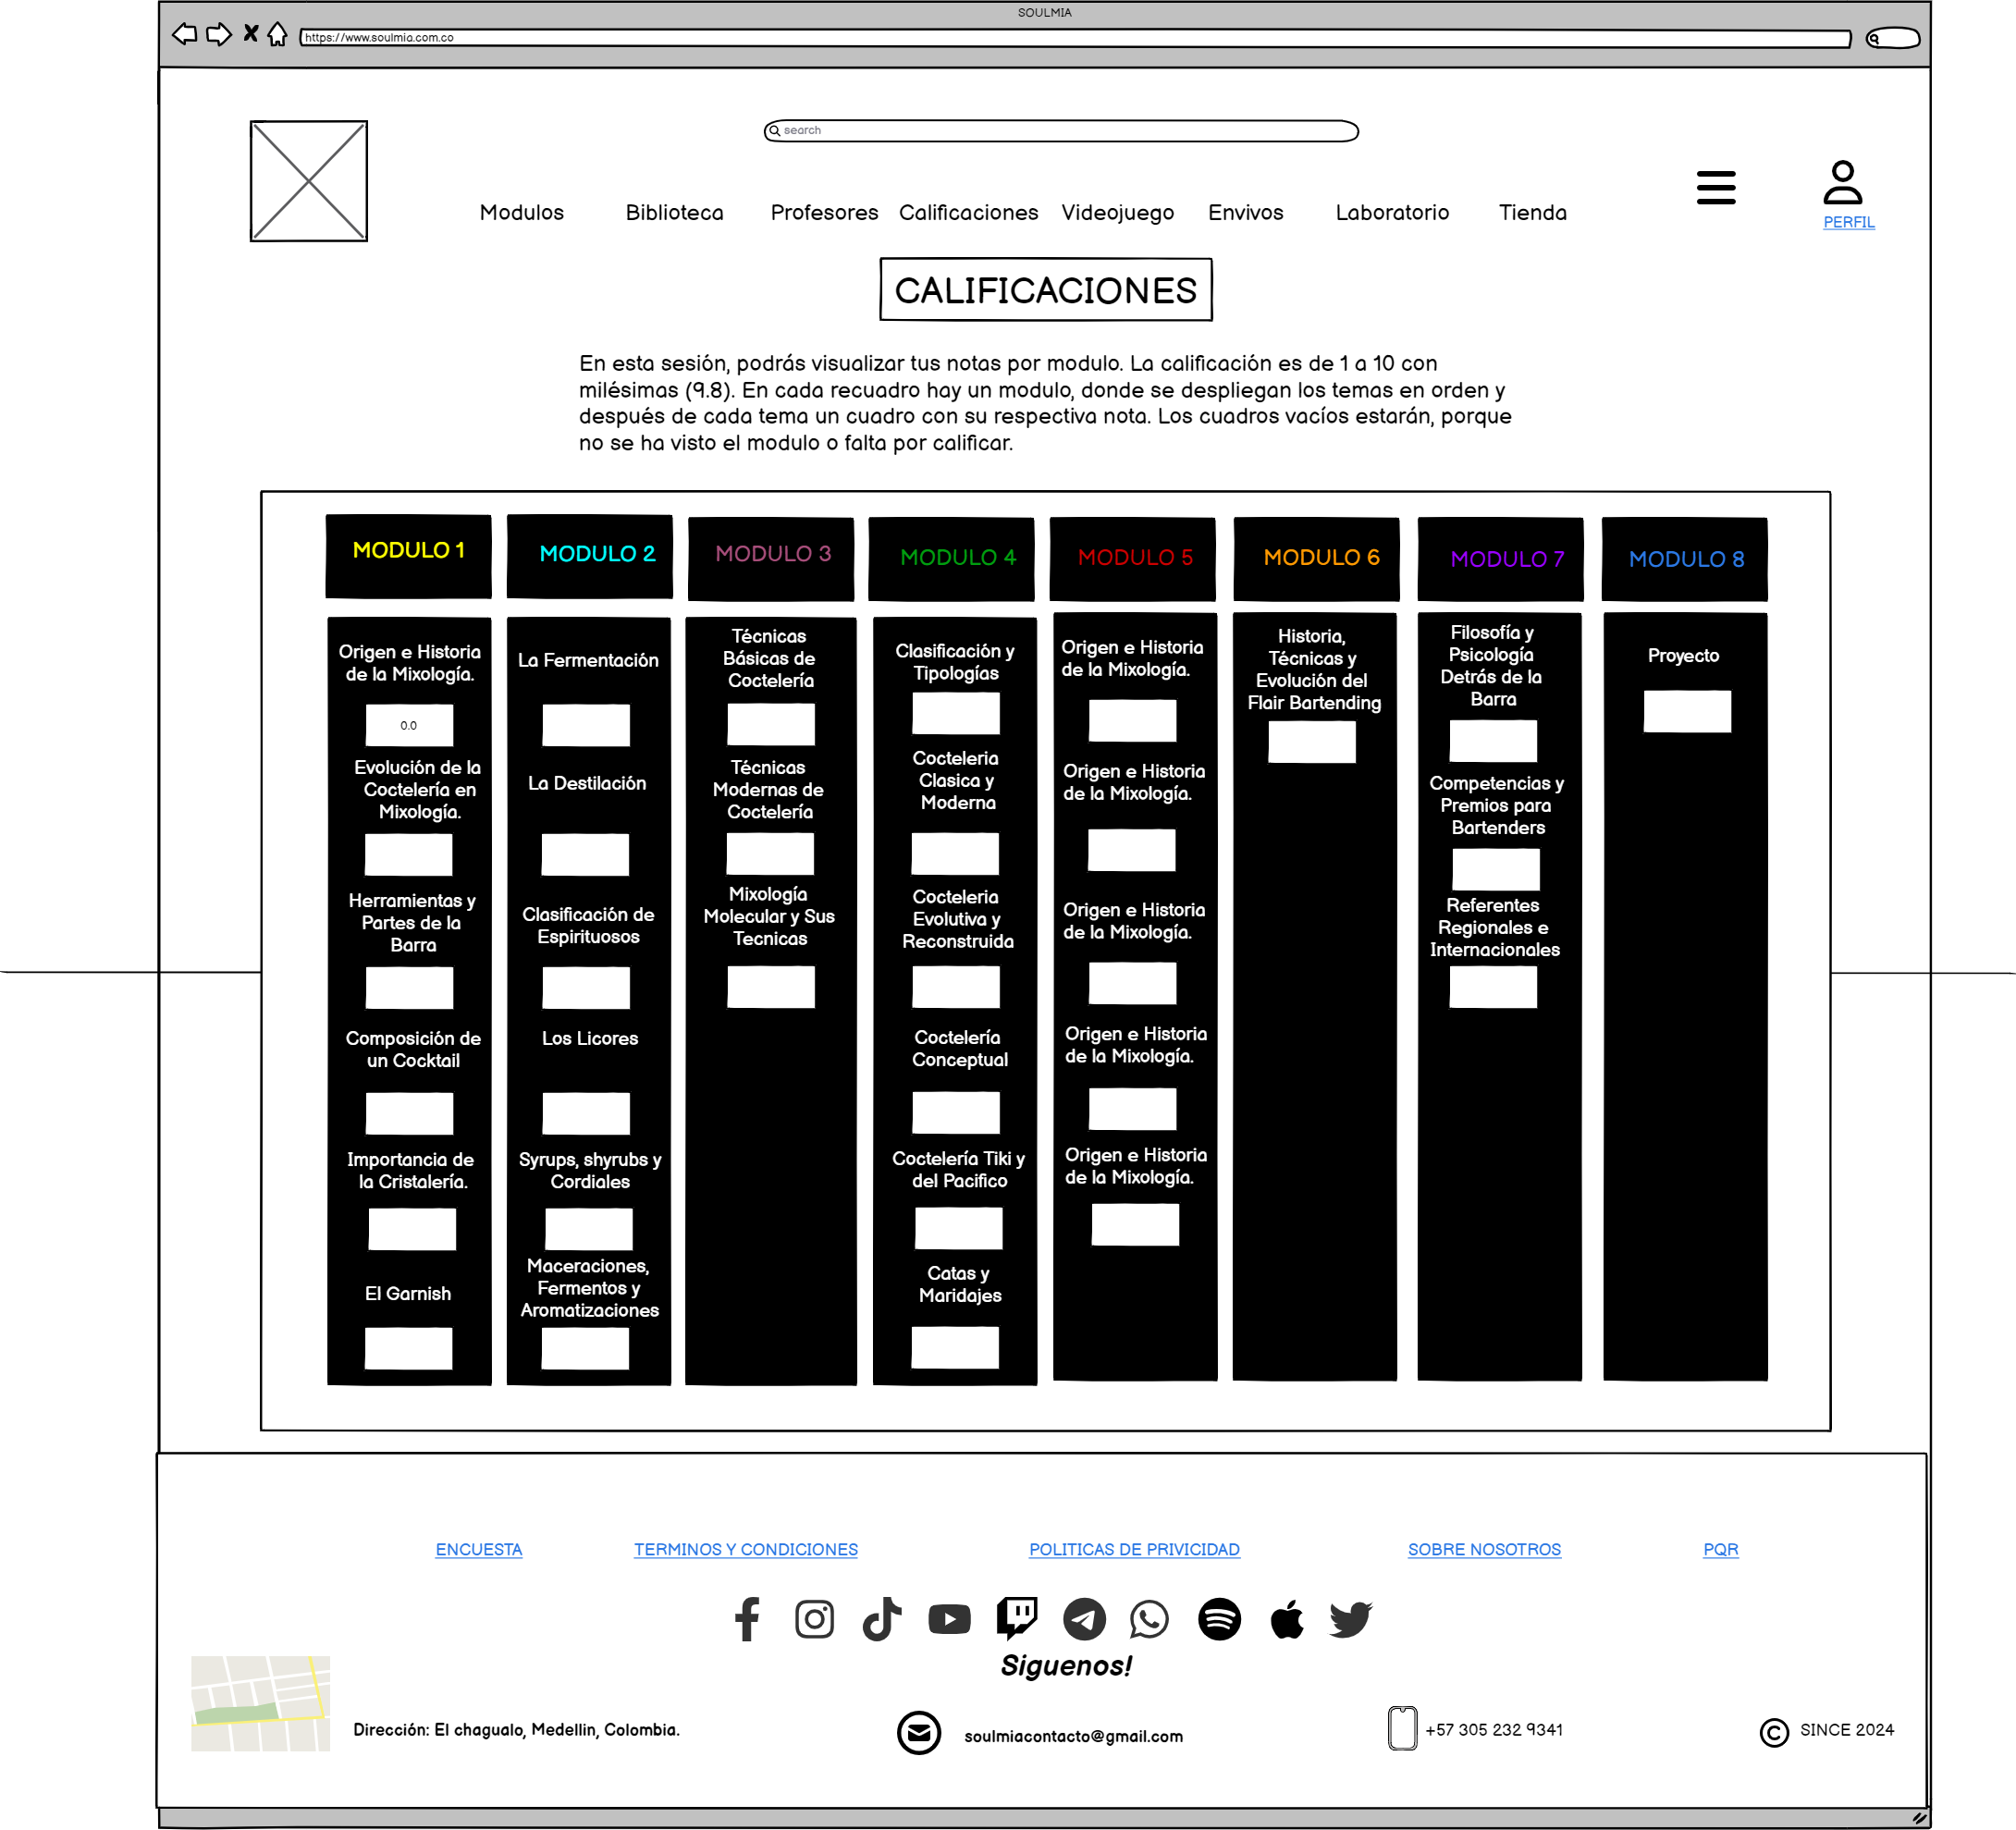 SOULMIA
https://www.soulmia.com.co
search
Modulos
Biblioteca
Profesores
Calificaciones
Videojuego
Envivos
Laboratorio
Tienda
PERFIL
CALIFICACIONES
En esta sesión, podrás visualizar tus notas por modulo. La calificación es de 1 a 10 con
milésimas (9.8). En cada recuadro hay un modulo, donde se despliegan los temas en orden y
después de cada tema un cuadro con su respectiva nota. Los cuadros vacíos estarán, porque
no se ha visto el modulo o falta por calificar.
MODULO 1
Origen e Historia
de la Mixología.
0.0
Evolución de la
Coctelería en
Mixología.
Herramientas y
Partes de la
Barra
Composición de
un Cocktail
Importancia de
la Cristalería.
El Garnish
MODULO 2
La Fermentación
La Destilación
Clasificación de
Espirituosos
Los Licores
Syrups, shyrubs y
Cordiales
Maceraciones,
Fermentos y
Aromatizaciones
MODULO 3
Técnicas
Básicas de
Coctelería
Técnicas
Modernas de
Coctelería
Mixología
Molecular y Sus
Tecnicas
MODULO 4
Clasificación y
Tipologías
Cocteleria
Clasica y
Moderna
Cocteleria
Evolutiva y
Reconstruida
Coctelería
Conceptual
Coctelería Tiki y
del Pacifico
Catas y
Maridajes
MODULO 5
Origen e Historia
de la Mixología.
Origen e Historia
de la Mixología.
Origen e Historia
de la Mixología.
Origen e Historia
de la Mixología.
Origen e Historia
de la Mixología.
MODULO 6
Historia,
Técnicas y
Evolución del
Flair Bartending
MODULO 7
Filosofía y
Psicología
Detrás de la
Barra
Competencias y
Premios para
Bartenders
Referentes
Regionales e
Internacionales
MODULO 8
Proyecto
ENCUESTA
TERMINOS Y CONDICIONES
POLITICAS DE PRIVICIDAD
SOBRE NOSOTROS
PQR
Siguenos!
Dirección: El chagualo, Medellin, Colombia.
soulmiacontacto@gmail.com
+57 305 232 9341
© SINCE 2024